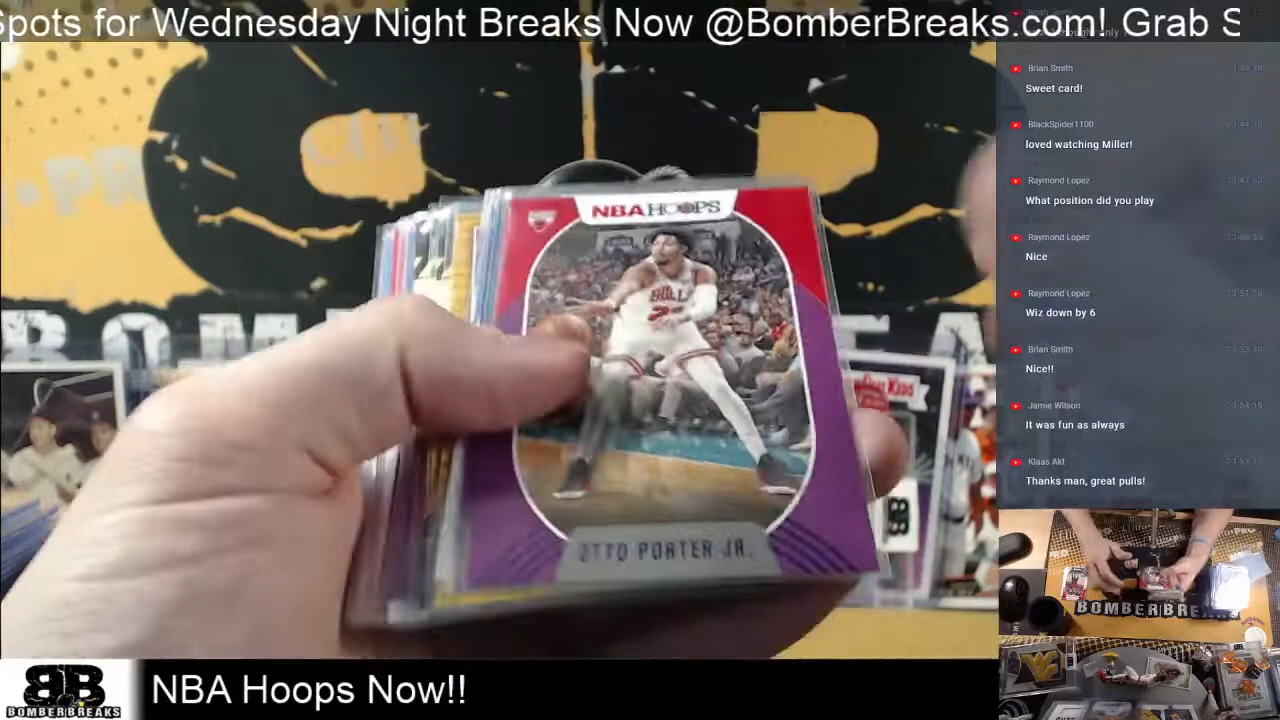 Spots for Wednesday Night Breaks Now @BomberBreaks.com! Grab S
Brian Smith
Sweet card!
BlackSpider1100
loved watching Miller!
Raymond Lopez
What position did you play
Raymond Lopez
Nice
Raymond Lopez
Wiz down by 6
Brian Smith
Nice!!
Jamie Wilson
It was fun as always
Klaas Akt
Thanks man, great pulls!
NBA HOOPS
BULLS
OTTO PORTER JR.
BB
BOMBERBREAKS
BB
BOMBERBREAKS
NBA Hoops Now!!